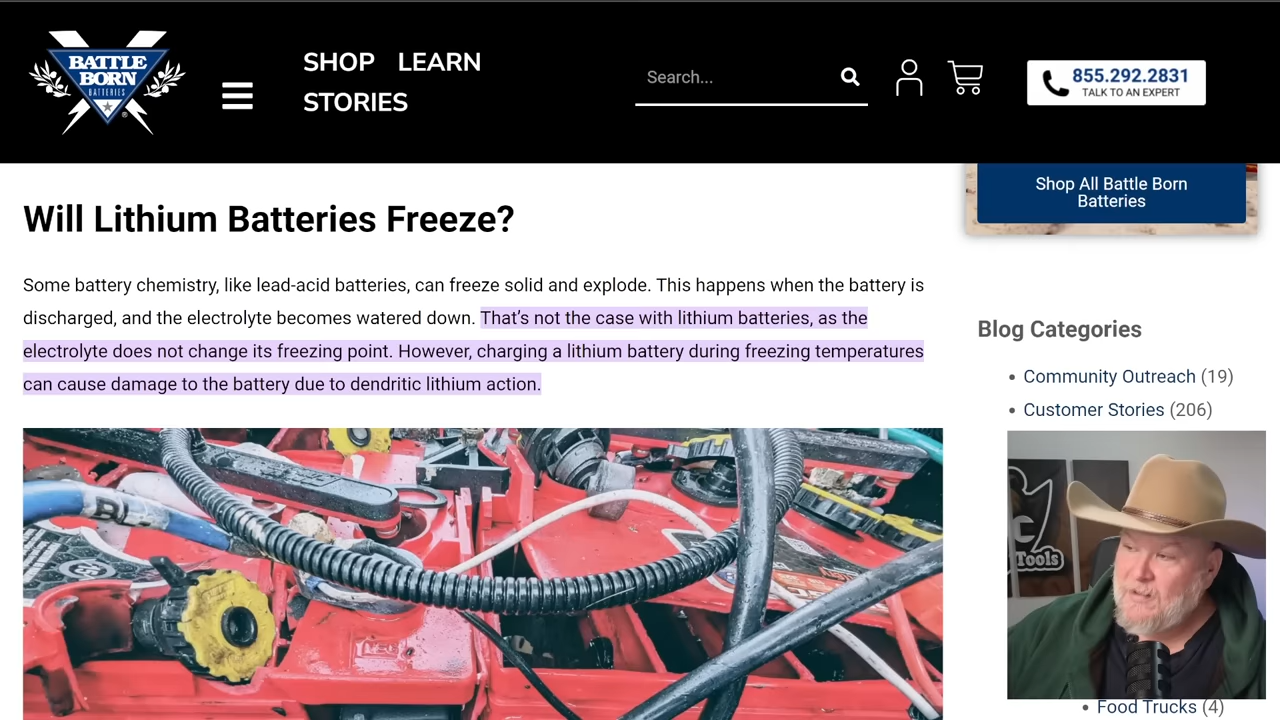 BATTLE
BORN
BATTERIES
®
SHOP LEARN
STORIES
Search...
855.292.2831
TALK TO AN EXPERT
Shop All Battle Born
Batteries
Will Lithium Batteries Freeze?
Some battery chemistry, like lead-acid batteries, can freeze solid and explode. This happens when the battery is
discharged, and the electrolyte becomes watered down. That’s not the case with lithium batteries, as the
electrolyte does not change its freezing point. However, charging a lithium battery during freezing temperatures
can cause damage to the battery due to dendritic lithium action.
Blog Categories
Community Outreach (19)
Customer Stories (206)
Tools
Food Trucks (4)